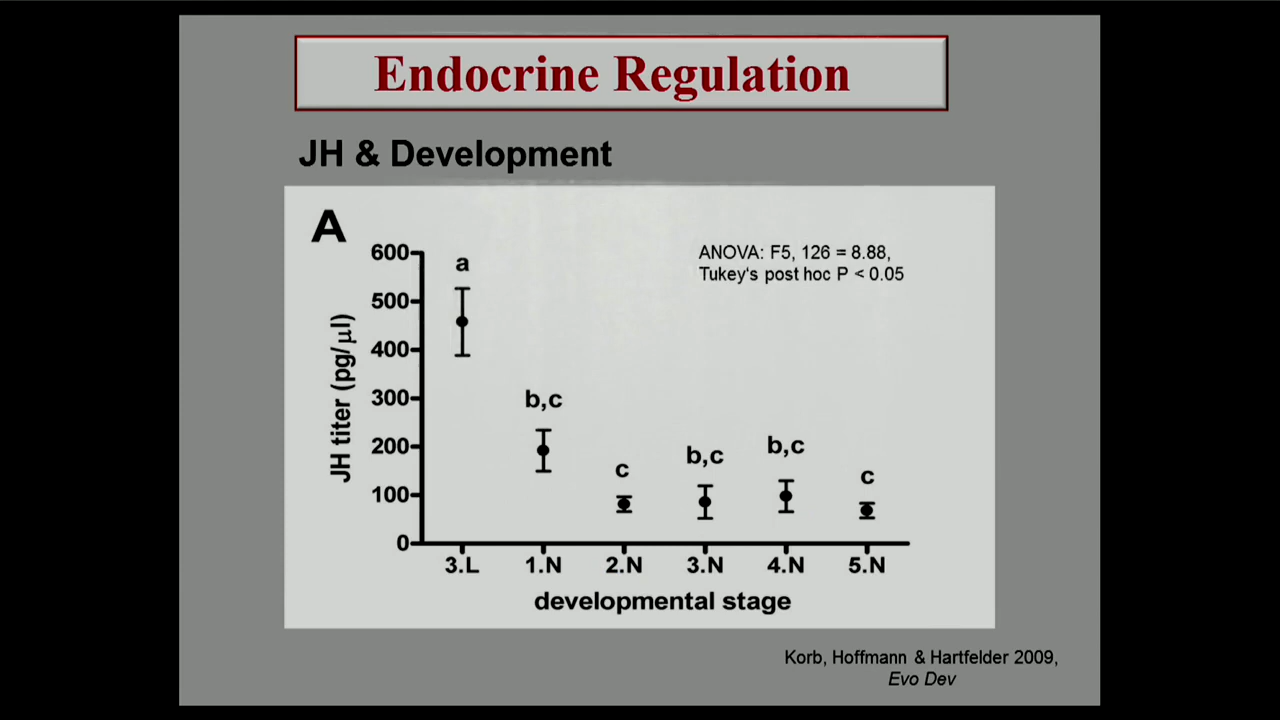 Endocrine Regulation
JH & Development
A
ANOVA: F5, 126 = 8.88,
Tukey's post hoc P < 0.05
JH titer (pg/μl)
600
500
400
300
200
100
0
a
b,c
c
b,c
b,c
c
3.L 1.N 2.N 3.N 4.N 5.N
developmental stage
Korb, Hoffmann & Hartfelder 2009,
Evo Dev